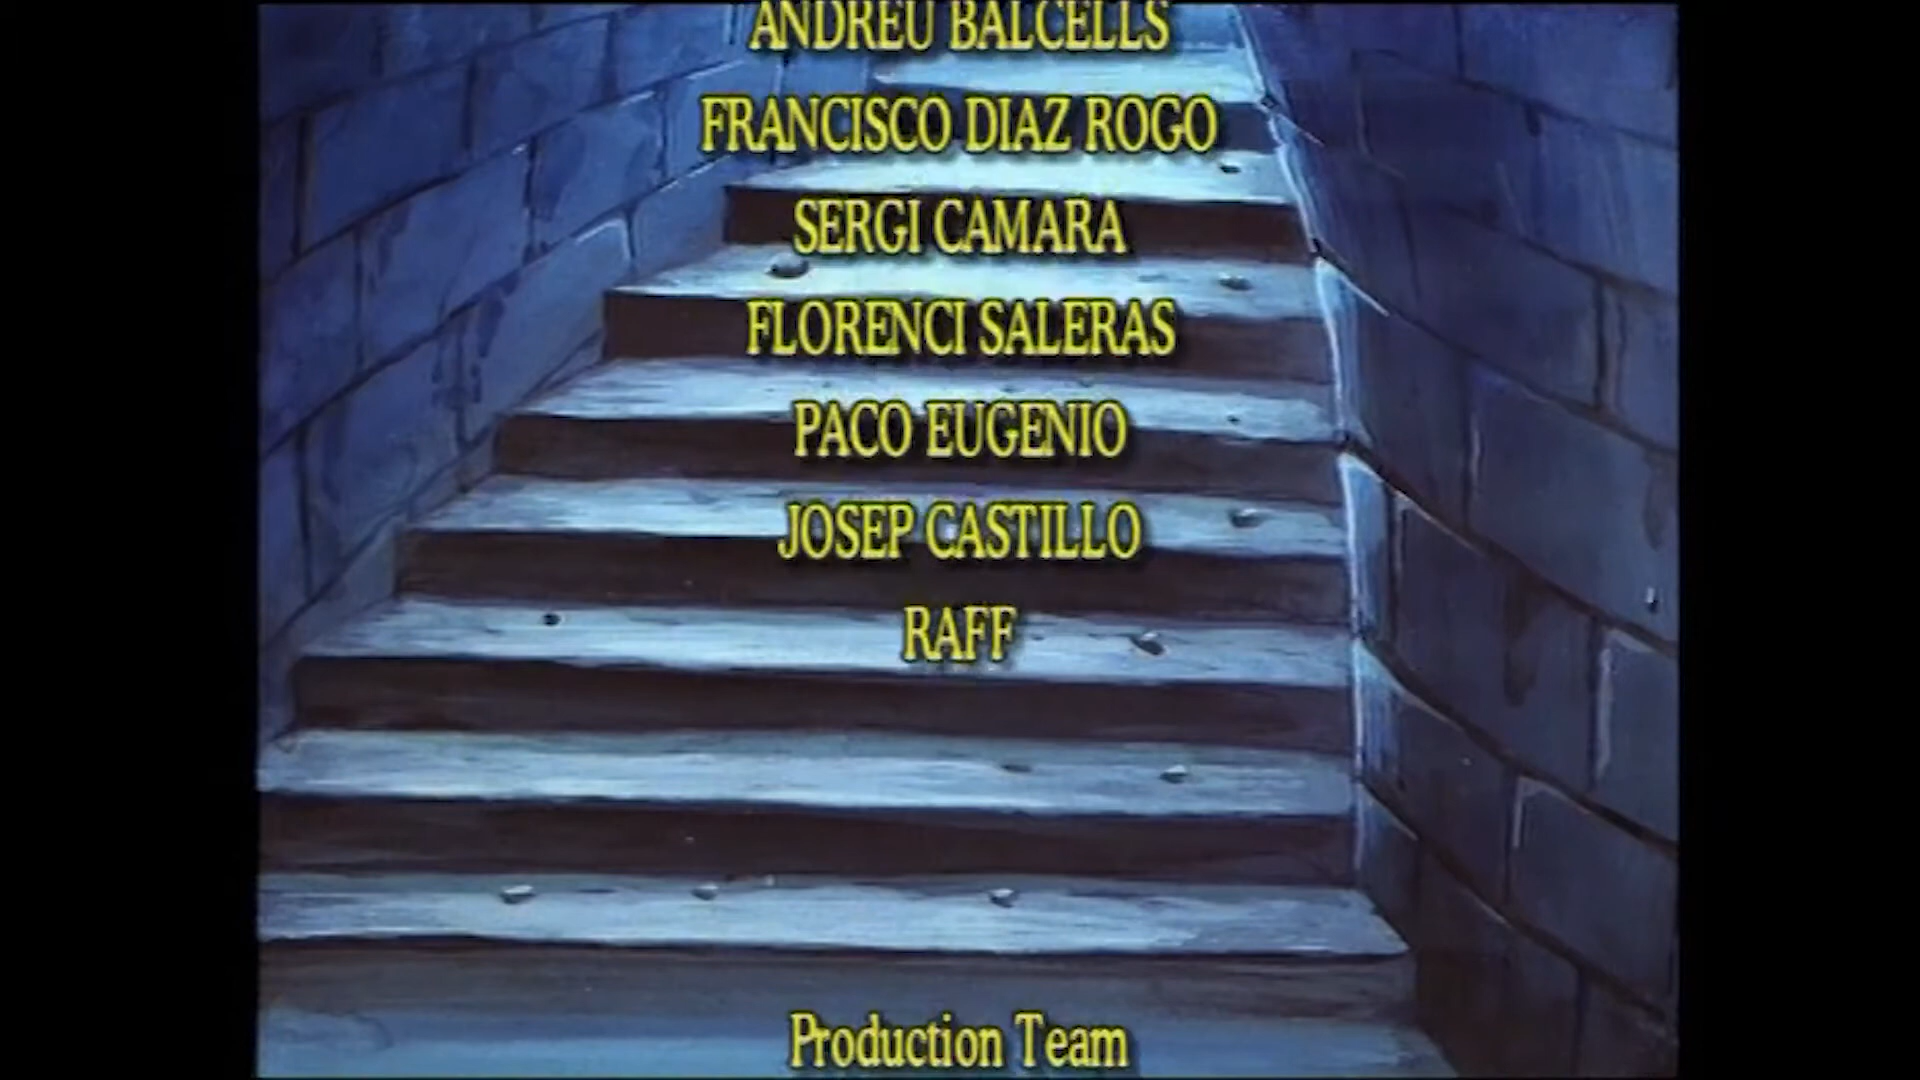 ANDREU BALCELLS
FRANCISCO DIAZ ROGO
SERGI CAMARA
FLORENCI SALERAS
PACO EUGENIO
JOSEP CASTILLO
RAFF
Production Team